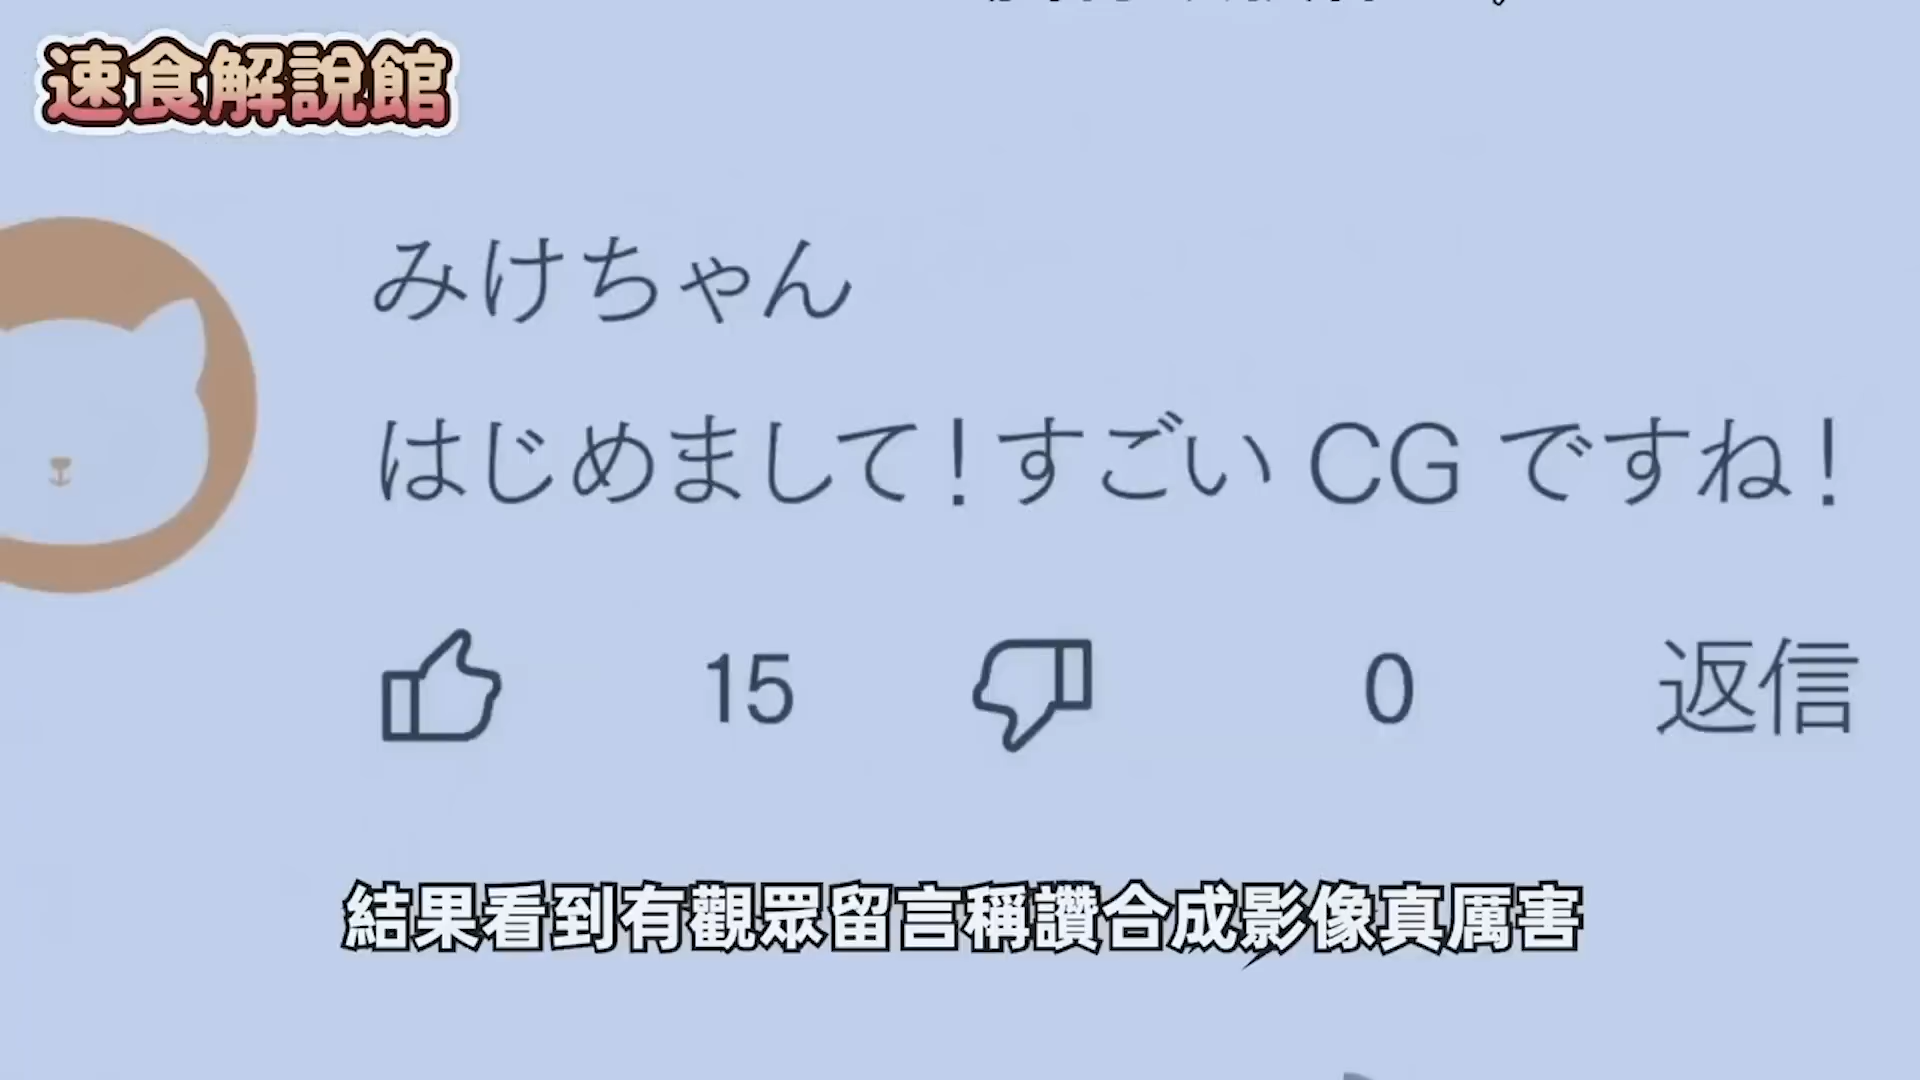 速食解說館
みけちゃん
はじめまして！すごいCGですね！
15 0 返信
結果看到有觀眾留言稱讚合成影像真厲害